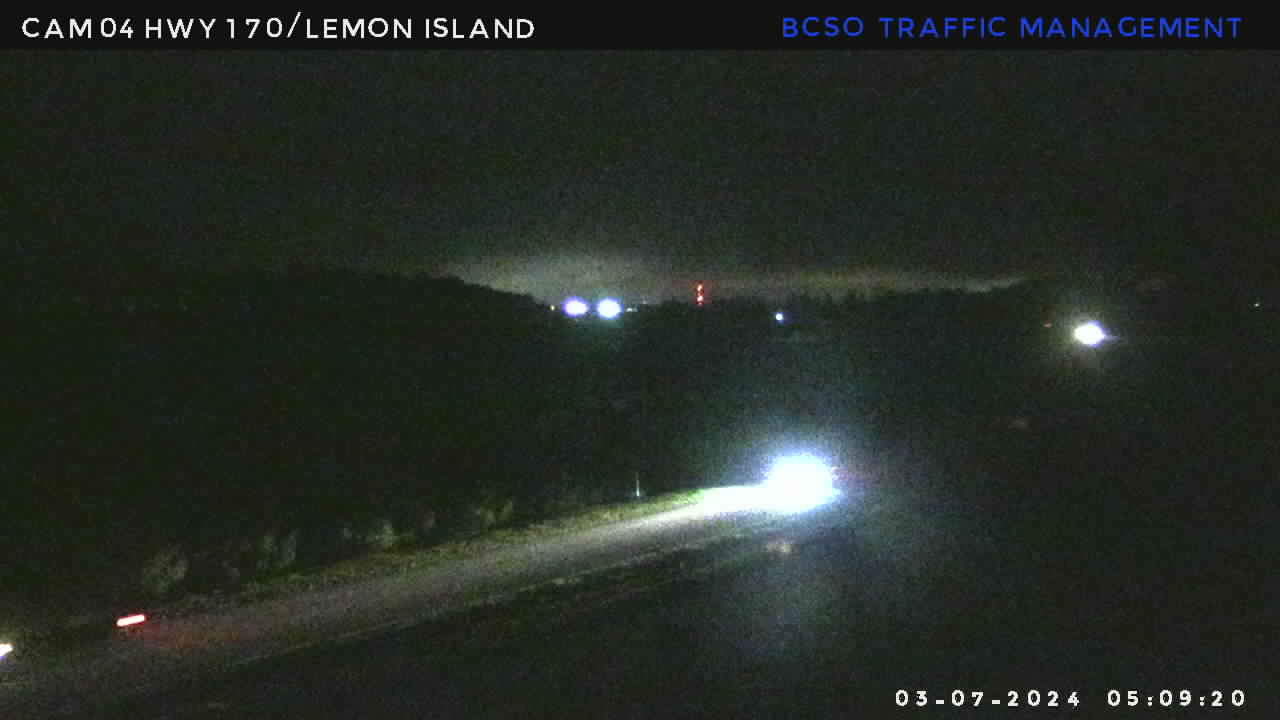 CAM04 HWY 170/LEMON ISLAND
BCSO TRAFFIC MANAGEMENT
03-07-2024 05:09:20